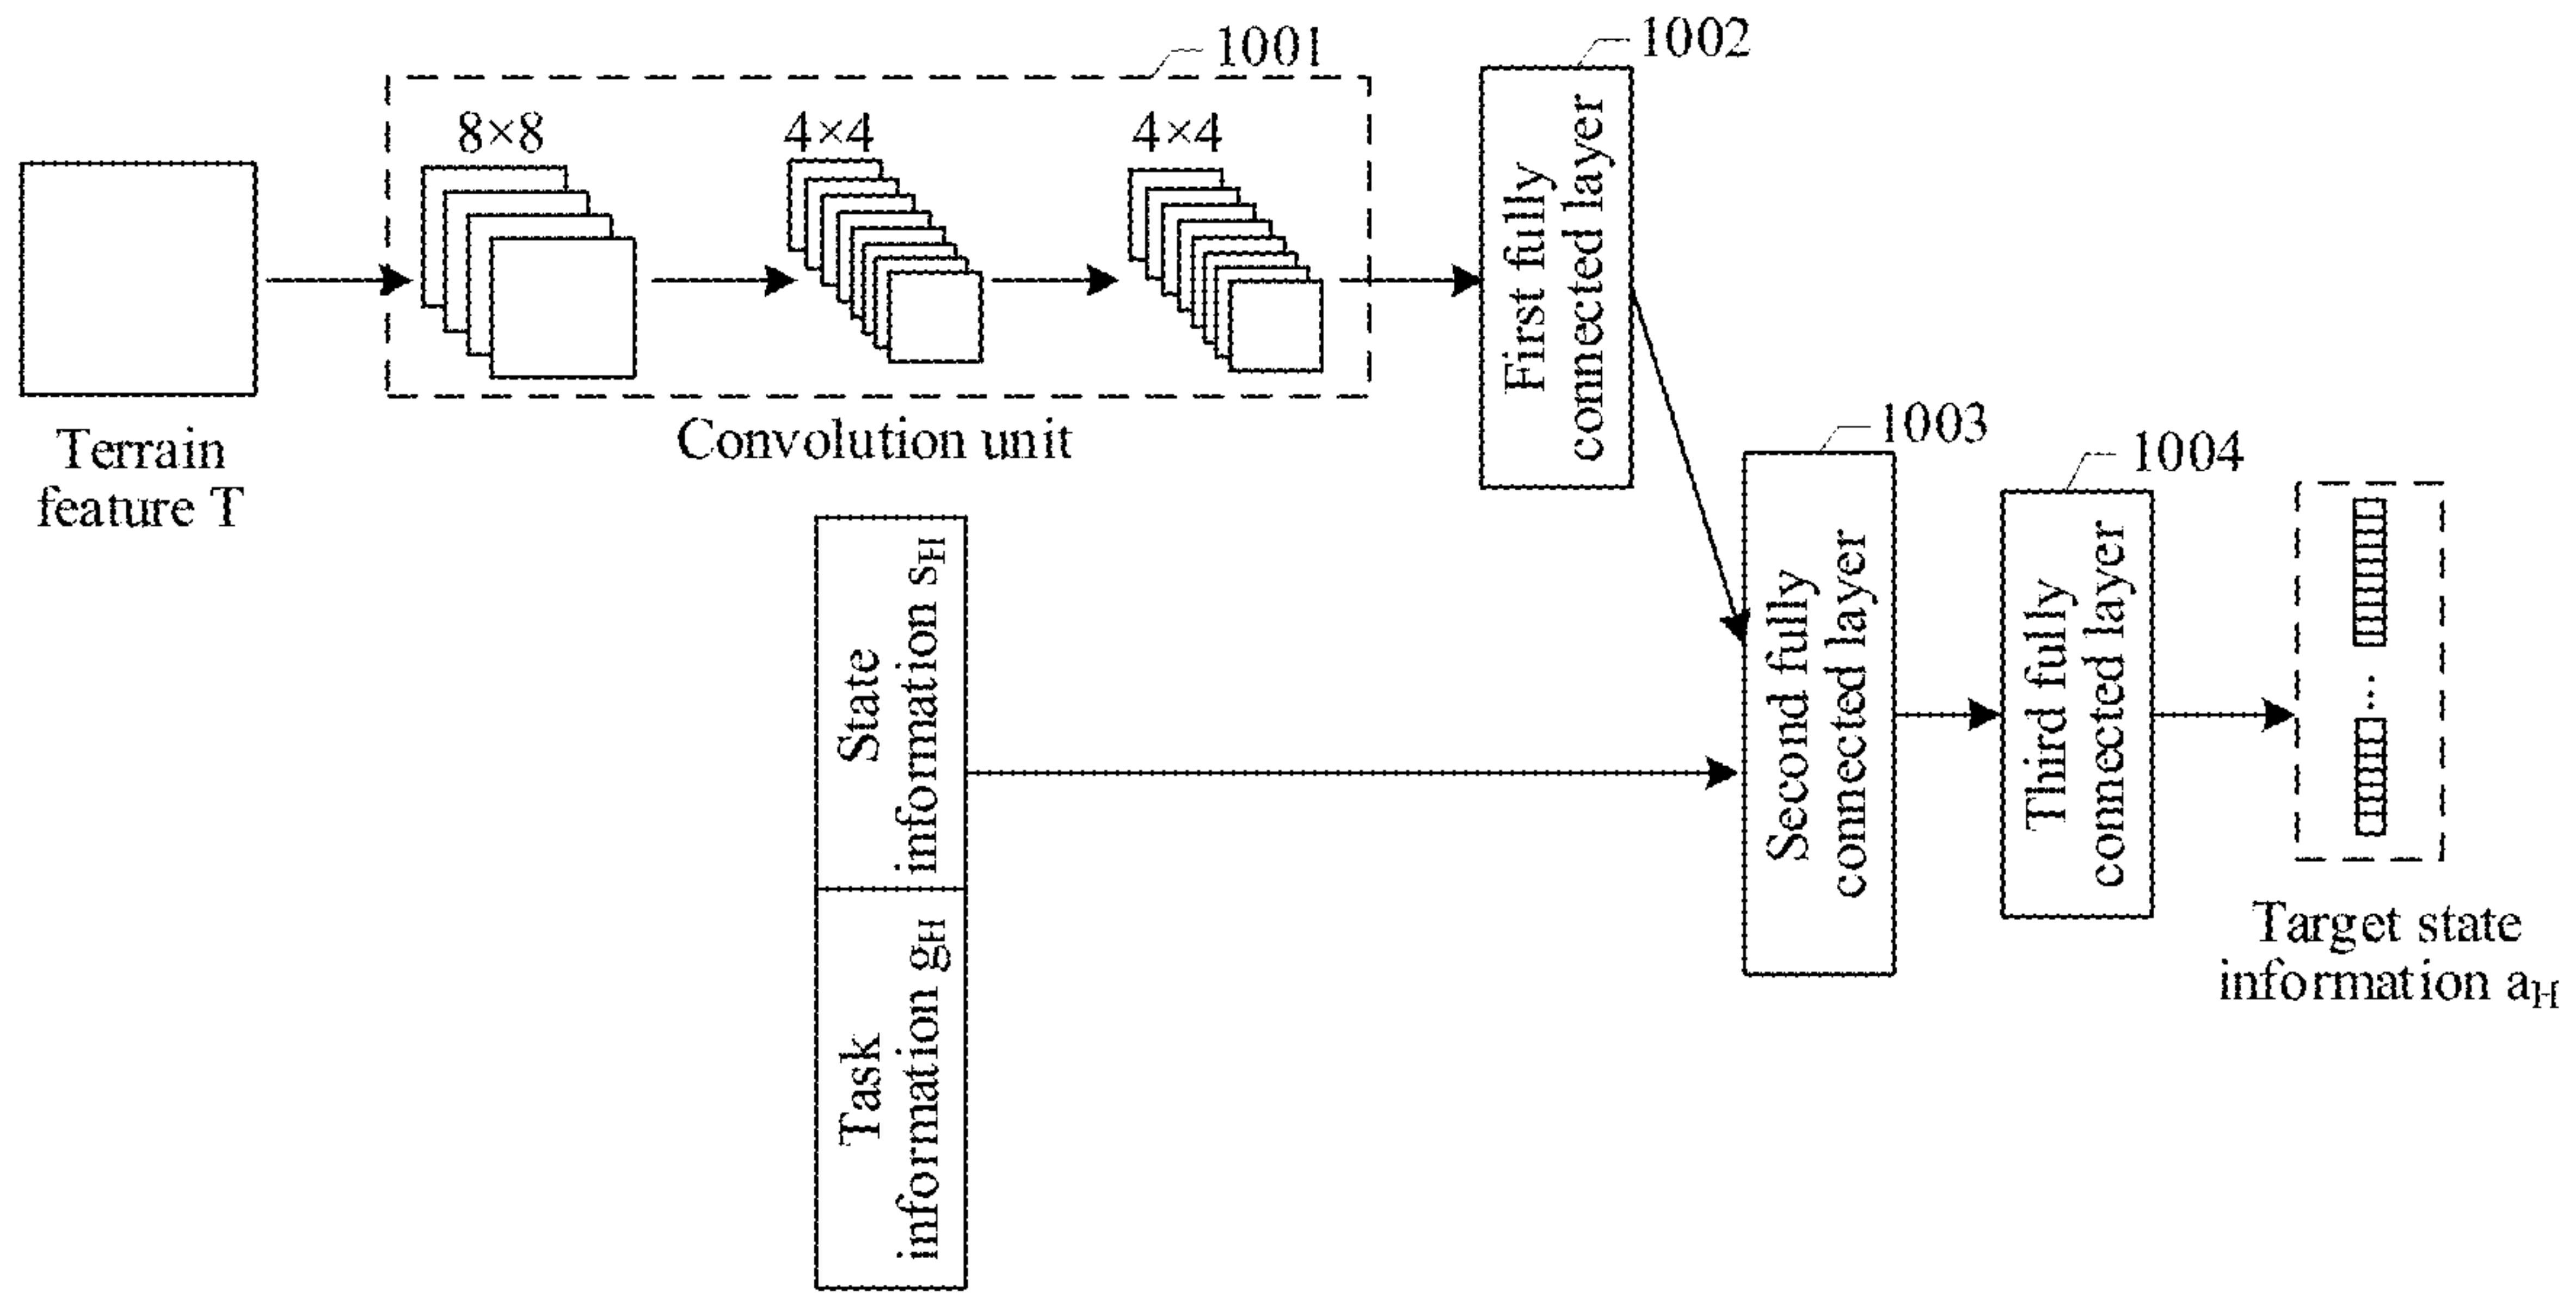 1001
1002
8×8
4×4
4×4
First fully
connected layer
Terrain
feature T
Convolution unit
1003
1004
State
information sH
Task
information gH
Second fully
connected layer
Third fully
connected layer
...
Target state
information aH